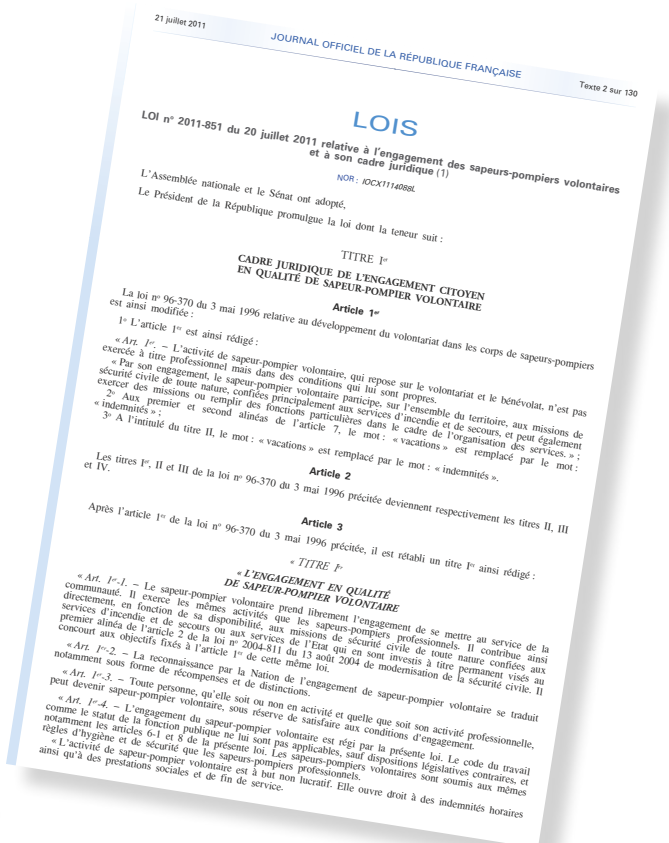 21 juillet 2011
JOURNAL OFFICIEL DE LA RÉPUBLIQUE FRANÇAISE
Texte 2 sur 130
LOIS
LOI nº 2011-851 du 20 juillet 2011 relative à l'engagement des sapeurs-pompiers volontaires
et à son cadre juridique (1)
NOR : IOCX1114088L
L'Assemblée nationale et le Sénat ont adopté,
Le Président de la République promulgue la loi dont la teneur suit :
TITRE Iᵉʳ
CADRE JURIDIQUE DE L'ENGAGEMENT CITOYEN
EN QUALITÉ DE SAPEUR-POMPIER VOLONTAIRE
Article 1ᵉʳ
La loi nº 96-370 du 3 mai 1996 relative au développement du volontariat dans les corps de sapeurs-pompiers
est ainsi modifiée :
1º L'article 1ᵉʳ est ainsi rédigé :
« Art. 1ᵉʳ. – L'activité de sapeur-pompier volontaire, qui repose sur le volontariat et le bénévolat, n'est pas
exercée à titre professionnel mais dans des conditions qui lui sont propres.
« Par son engagement, le sapeur-pompier volontaire participe, sur l'ensemble du territoire, aux missions de
sécurité civile de toute nature, confiées principalement aux services d'incendie et de secours, et peut également
exercer des missions ou remplir des fonctions particulières dans le cadre de l'organisation des services. » ;
2º Aux premier et second alinéas de l'article 7, le mot : « vacations » est remplacé par le mot :
« indemnités » ;
3º A l'intitulé du titre II, le mot : « vacations » est remplacé par le mot : « indemnités ».
Article 2
Les titres Iᵉʳ, II et III de la loi nº 96-370 du 3 mai 1996 précitée deviennent respectivement les titres II, III
et IV.
Article 3
Après l'article 1ᵉʳ de la loi nº 96-370 du 3 mai 1996 précitée, il est rétabli un titre Iᵉʳ ainsi rédigé :
« TITRE Iᵉʳ
« L'ENGAGEMENT EN QUALITÉ
DE SAPEUR-POMPIER VOLONTAIRE
« Art. 1ᵉʳ-1. – Le sapeur-pompier volontaire prend librement l'engagement de se mettre au service de la
communauté. Il exerce les mêmes activités que les sapeurs-pompiers professionnels. Il contribue ainsi
directement, en fonction de sa disponibilité, aux missions de sécurité civile de toute nature confiées aux
services d'incendie et de secours ou aux services de l'Etat qui en sont investis à titre permanent visés au
premier alinéa de l'article 2 de la loi nº 2004-811 du 13 août 2004 de modernisation de la sécurité civile. Il
concourt aux objectifs fixés à l'article 1ᵉʳ de cette même loi.
« Art. 1ᵉʳ-2. – La reconnaissance par la Nation de l'engagement de sapeur-pompier volontaire se traduit
notamment sous forme de récompenses et de distinctions.
« Art. 1ᵉʳ-3. – Toute personne, qu'elle soit ou non en activité et quelle que soit son activité professionnelle,
peut devenir sapeur-pompier volontaire, sous réserve de satisfaire aux conditions d'engagement.
« Art. 1ᵉʳ-4. – L'engagement du sapeur-pompier volontaire est régi par la présente loi. Le code du travail
comme le statut de la fonction publique ne lui sont pas applicables, sauf dispositions législatives contraires, et
notamment les articles 6-1 et 8 de la présente loi. Les sapeurs-pompiers volontaires sont soumis aux mêmes
règles d'hygiène et de sécurité que les sapeurs-pompiers professionnels.
« L'activité de sapeur-pompier volontaire est à but non lucratif. Elle ouvre droit à des indemnités horaires
ainsi qu'à des prestations sociales et de fin de service.